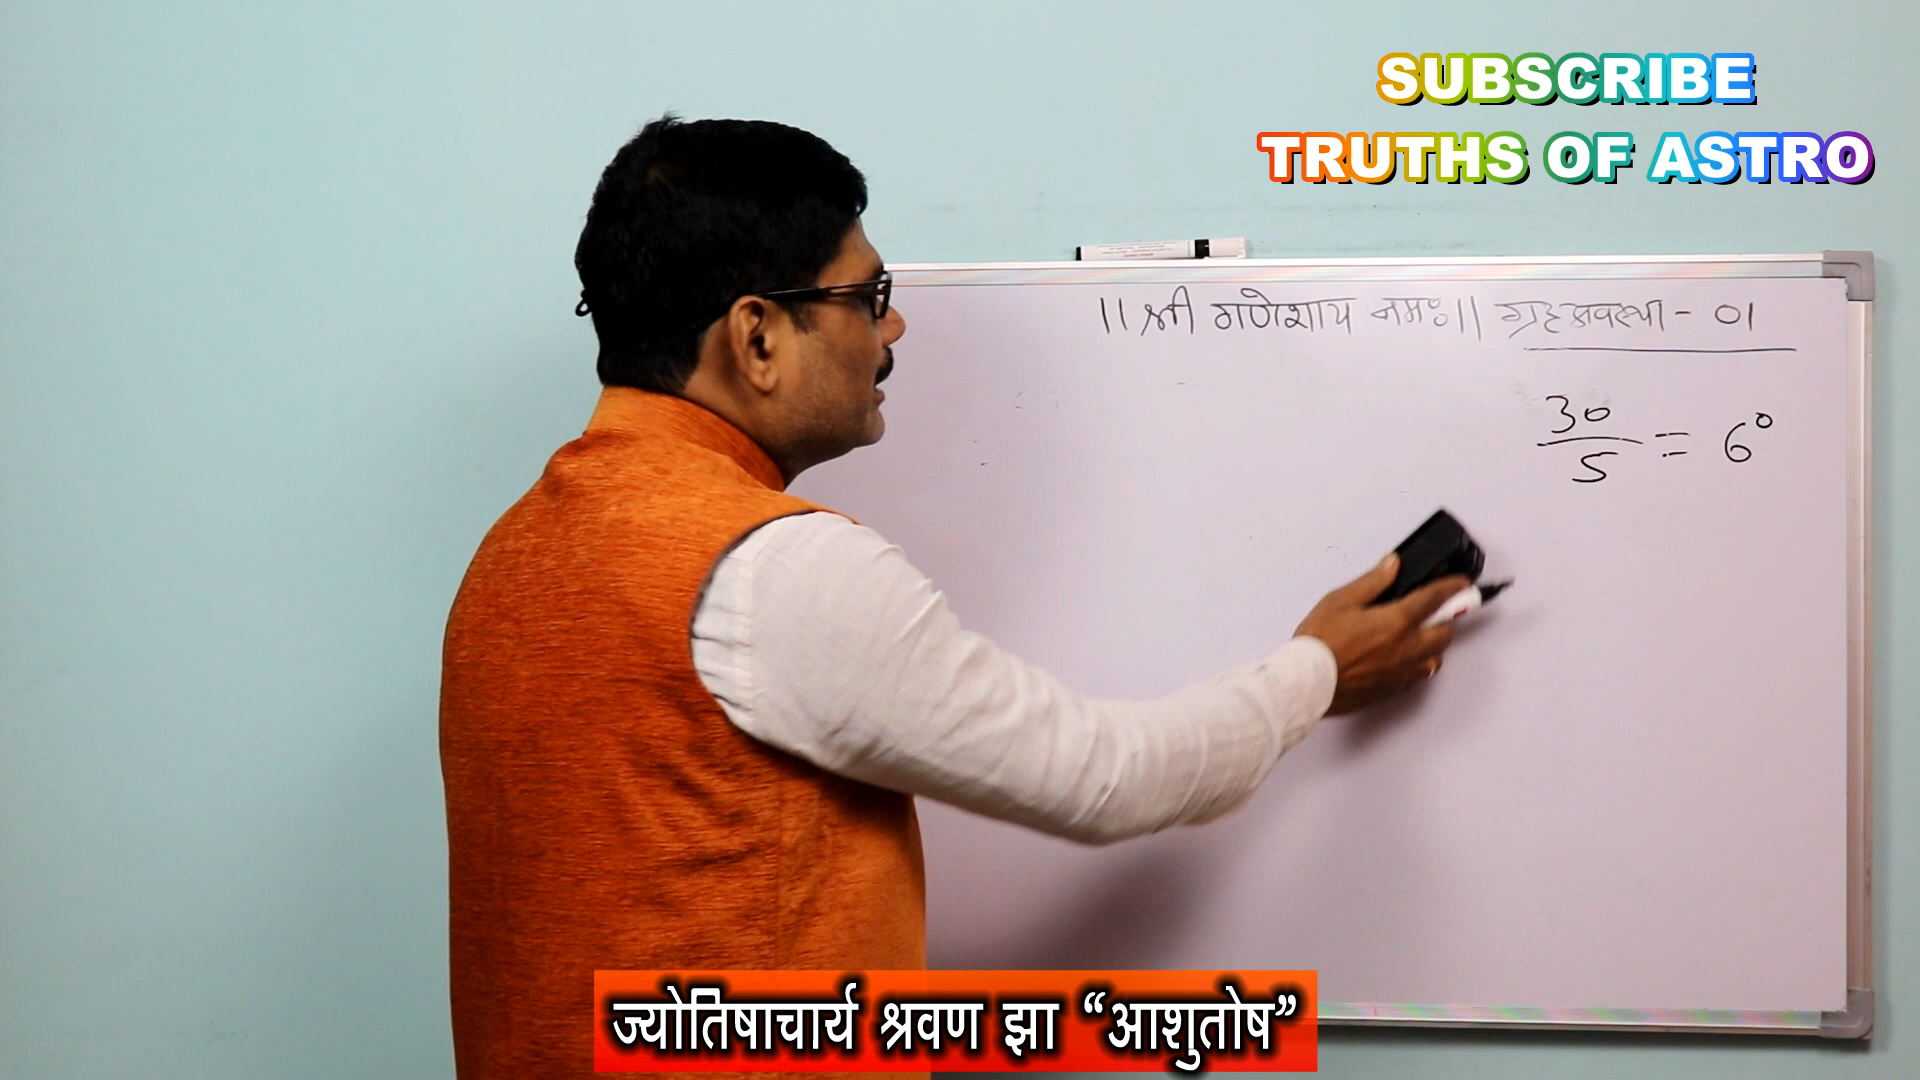 SUBSCRIBE
TRUTHS OF ASTRO
|| श्री गणेशाय नमः || ग्रह अवस्था - 01
30
5
= 6°
ज्योतिषाचार्य श्रवण झा “आशुतोष”